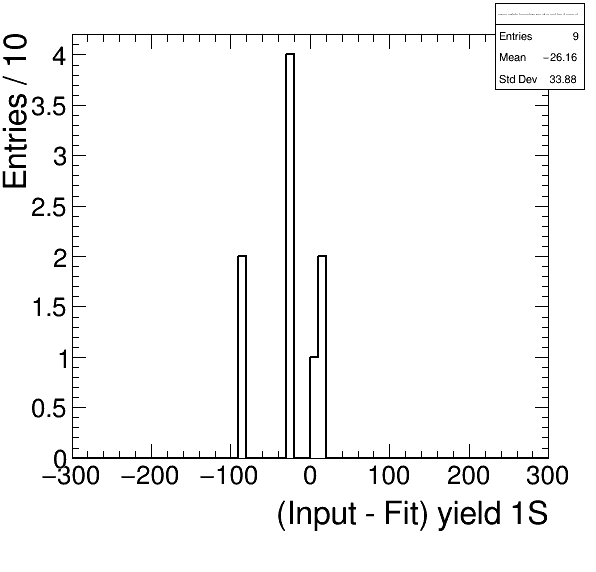 Entries 9
Mean −26.16
Std Dev 33.88
Entries / 10
4
3.5
3
2.5
2
1.5
1
0.5
0
−300 −200 −100 0 100 200 300
(Input - Fit) yield 1S